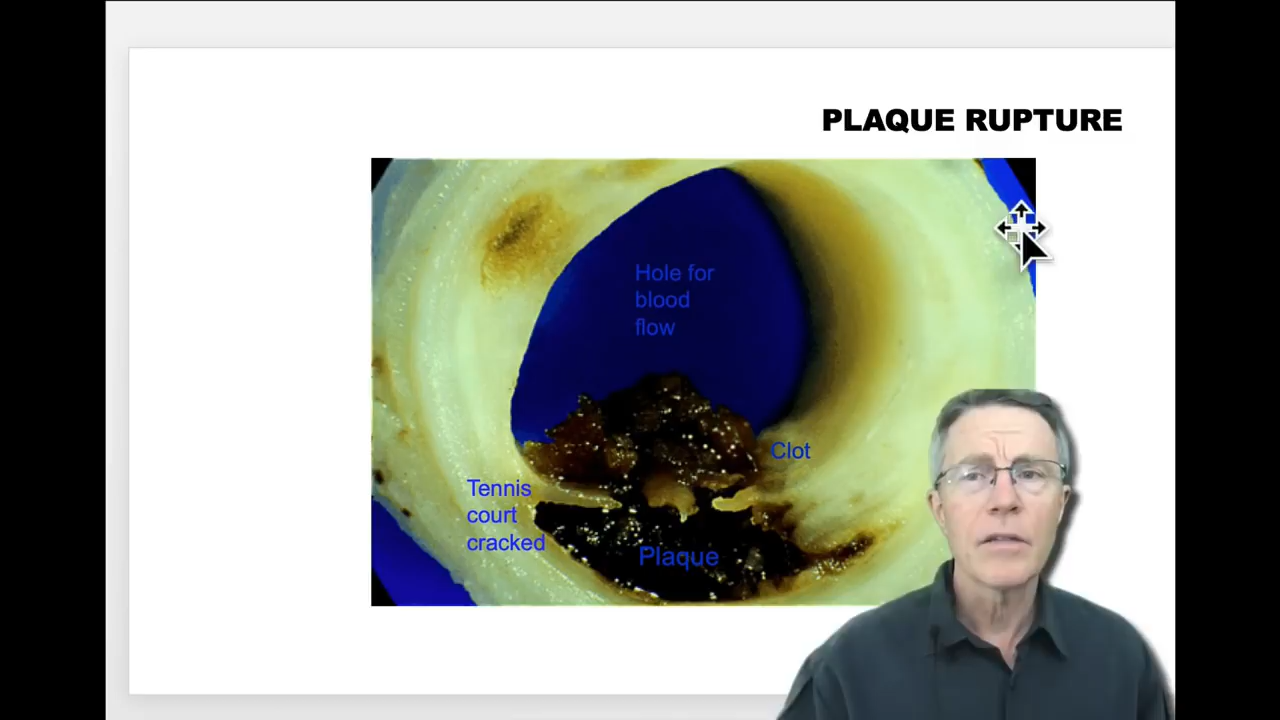 PLAQUE RUPTURE
Hole for
blood
flow
Clot
Tennis
court
cracked
Plaque